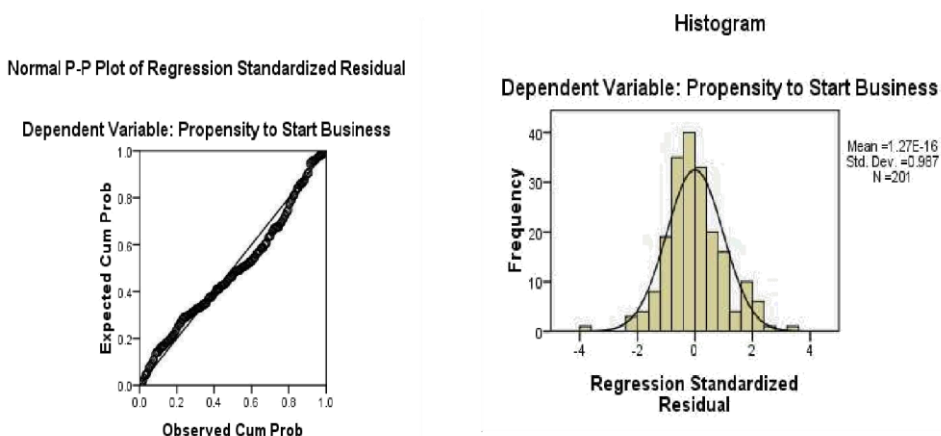 Normal P-P Plot of Regression Standardized Residual
Dependent Variable: Propensity to Start Business
1.0
0.8
0.6
0.4
0.2
0.0
0.0 0.2 0.4 0.6 0.8 1.0
Expected Cum Prob
Observed Cum Prob
Histogram
Dependent Variable: Propensity to Start Business
40
30
20
10
0
-4 -2 0 2 4
Frequency
Regression Standardized
Residual
Mean =1.27E-16
Std. Dev. =0.987
N =201